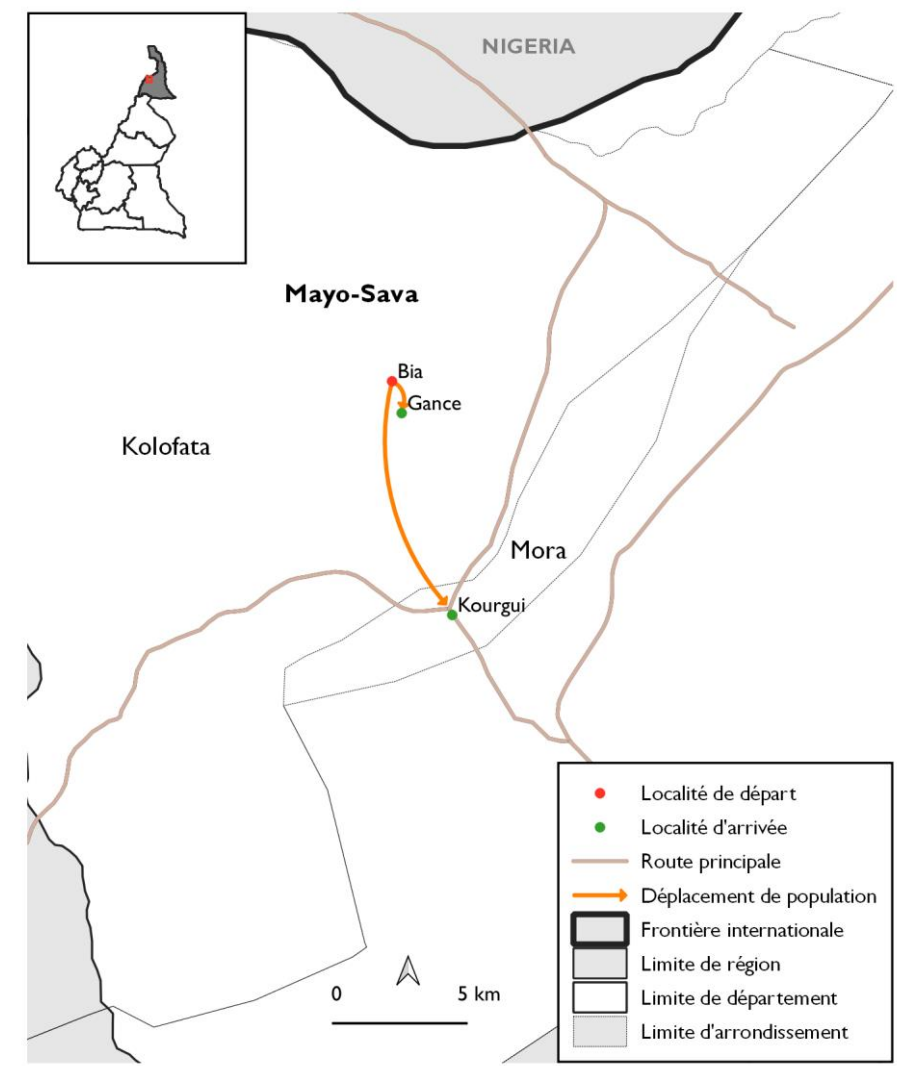 NIGERIA
Mayo-Sava
Bia
Gance
Kolofata
Mora
Kourgui
0 5 km
Localité de départ
Localité d'arrivée
Route principale
Déplacement de population
Frontière internationale
Limite de région
Limite de département
Limite d'arrondissement